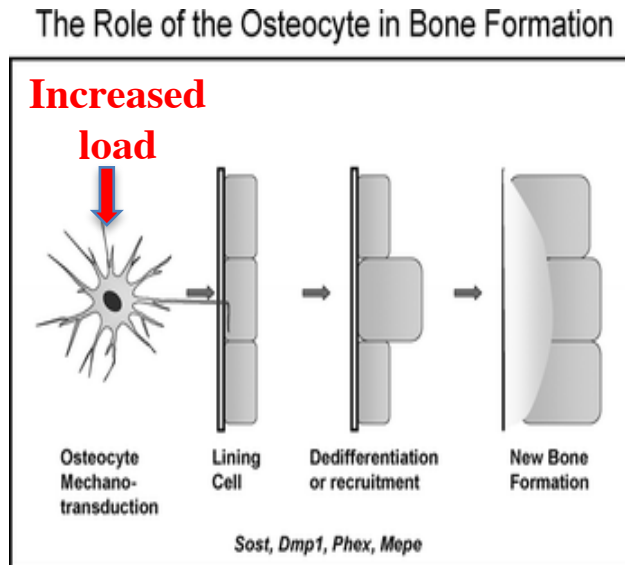 The Role of the Osteocyte in Bone Formation
Increased
load
Osteocyte
Mechano-
transduction
Lining
Cell
Dedifferentiation
or recruitment
New Bone
Formation
Sost, Dmp1, Phex, Mepe